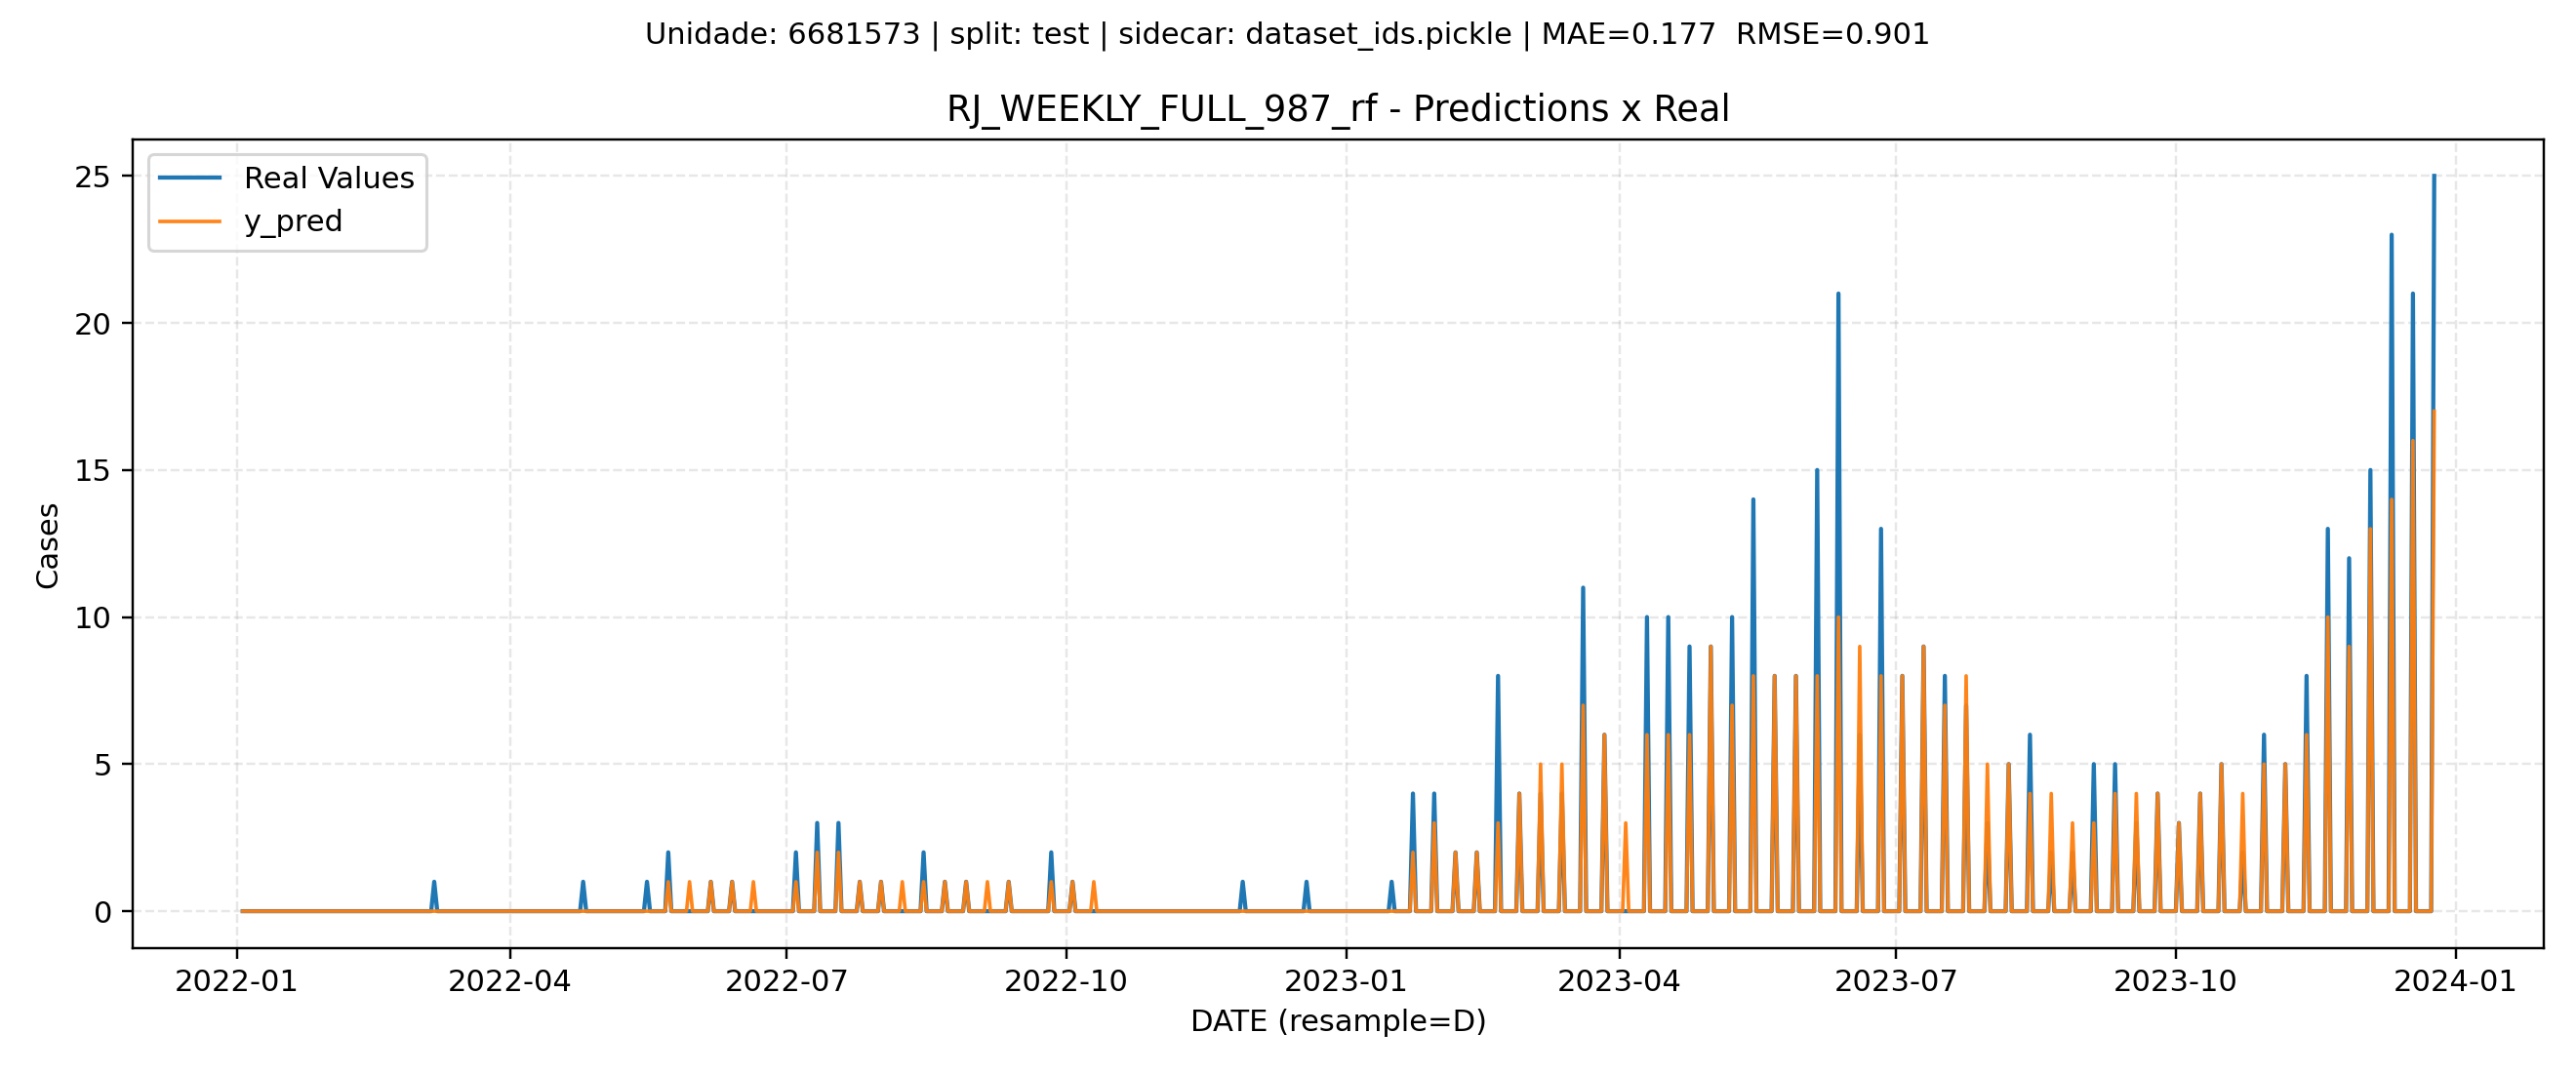 Unidade: 6681573 | split: test | sidecar: dataset_ids.pickle | MAE=0.177  RMSE=0.901
RJ_WEEKLY_FULL_987_rf - Predictions x Real
Real Values
y_pred
25
20
15
10
5
0
Cases
2022-01
2022-04
2022-07
2022-10
2023-01
2023-04
2023-07
2023-10
2024-01
DATE (resample=D)